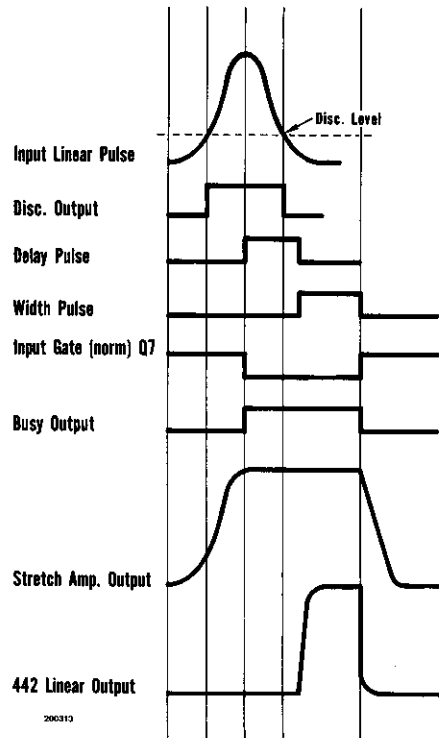 Disc. Level
Input Linear Pulse
Disc. Output
Delay Pulse
Width Pulse
Input Gate (norm) Q7
Busy Output
Stretch Amp. Output
442 Linear Output
200313